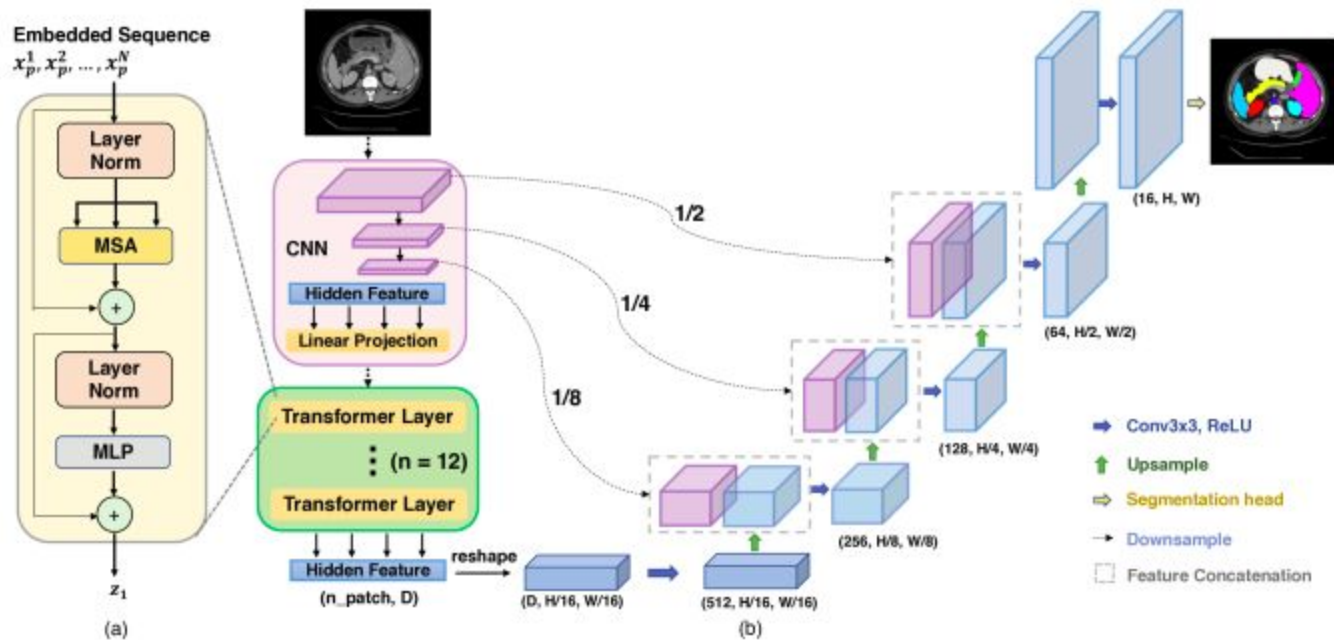 Embedded Sequence
x_p^1, x_p^2, ..., x_p^N
Layer
Norm
MSA
+
Layer
Norm
MLP
+
z_1
(a)
CNN
Hidden Feature
Linear Projection
Transformer Layer
(n = 12)
Transformer Layer
Hidden Feature
(n_patch, D)
reshape
(D, H/16, W/16)
(512, H/16, W/16)
(b)
1/2
1/4
1/8
(256, H/8, W/8)
(128, H/4, W/4)
(64, H/2, W/2)
(16, H, W)
Conv3x3, ReLU
Upsample
Segmentation head
Downsample
Feature Concatenation